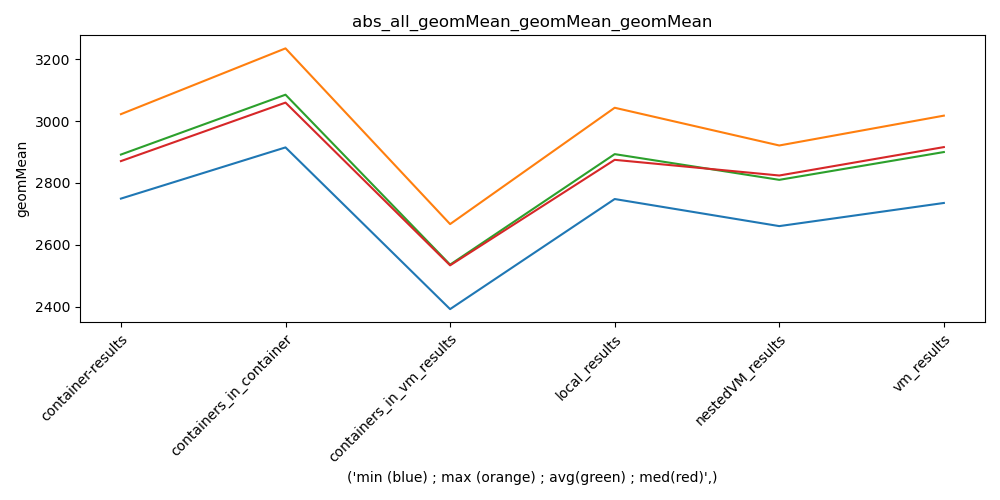 abs_all_geomMean_geomMean_geomMean
geomMean
3200
3000
2800
2600
2400
container-results
containers_in_container
containers_in_vm_results
local_results
nestedVM_results
vm_results
('min (blue) ; max (orange) ; avg(green) ; med(red)',)